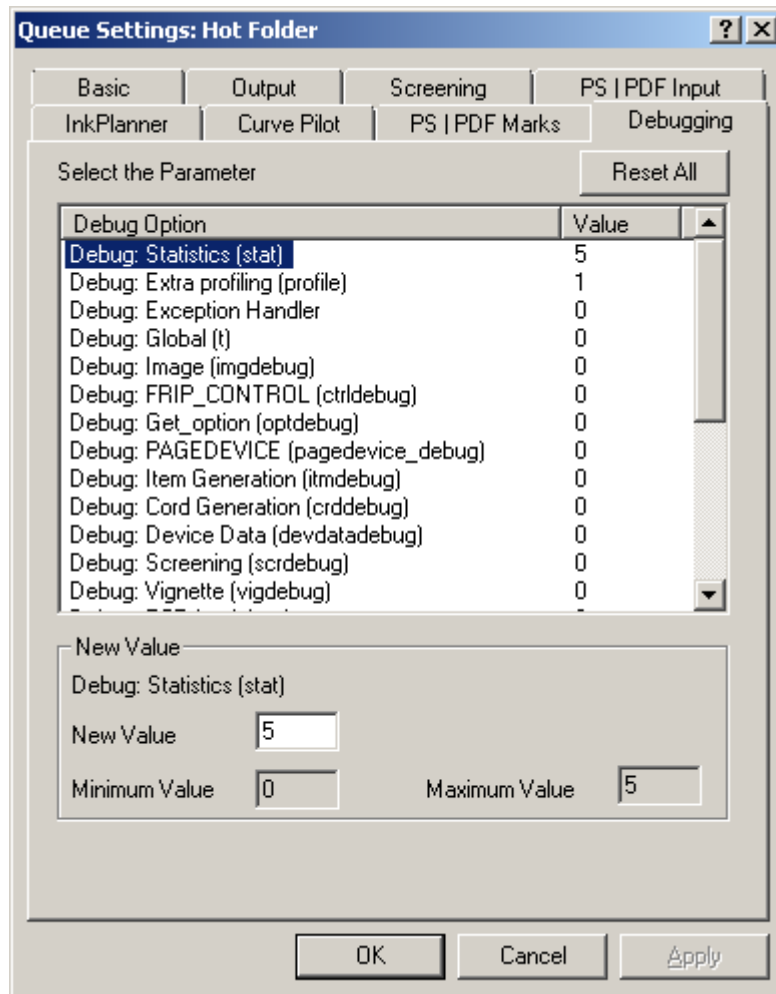 Queue Settings: Hot Folder
Basic Output Screening PS | PDF Input
InkPlanner Curve Pilot PS | PDF Marks Debugging
Select the Parameter Reset All
Debug Option Value
Debug: Statistics (stat) 5
Debug: Extra profiling (profile) 1
Debug: Exception Handler 0
Debug: Global (t) 0
Debug: Image (imgdebug) 0
Debug: FRIP_CONTROL (ctrldebug) 0
Debug: Get_option (optdebug) 0
Debug: PAGEDEVICE (pagedevice_debug) 0
Debug: Item Generation (itmdebug) 0
Debug: Cord Generation (crddebug) 0
Debug: Device Data (devdatadebug) 0
Debug: Screening (scrdebug) 0
Debug: Vignette (vigdebug) 0
New Value
Debug: Statistics (stat)
New Value 5
Minimum Value 0 Maximum Value 5
OK Cancel Apply